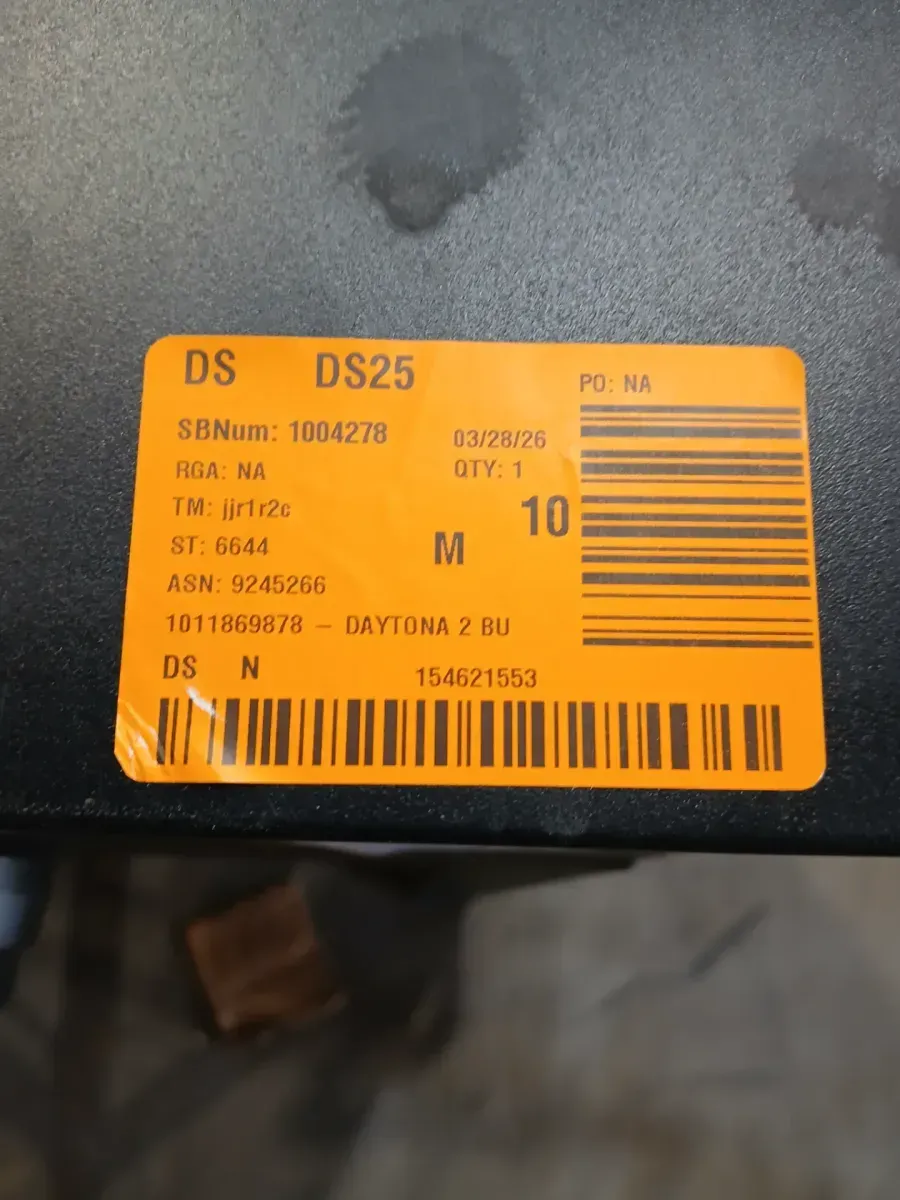 DS DS25
PO: NA
SBNum: 1004278 03/28/26
RGA: NA QTY: 1
TM: jjr1r2c 10
ST: 6644 M
ASN: 9245266
1011869878 – DAYTONA 2 BU
DS N 154621553